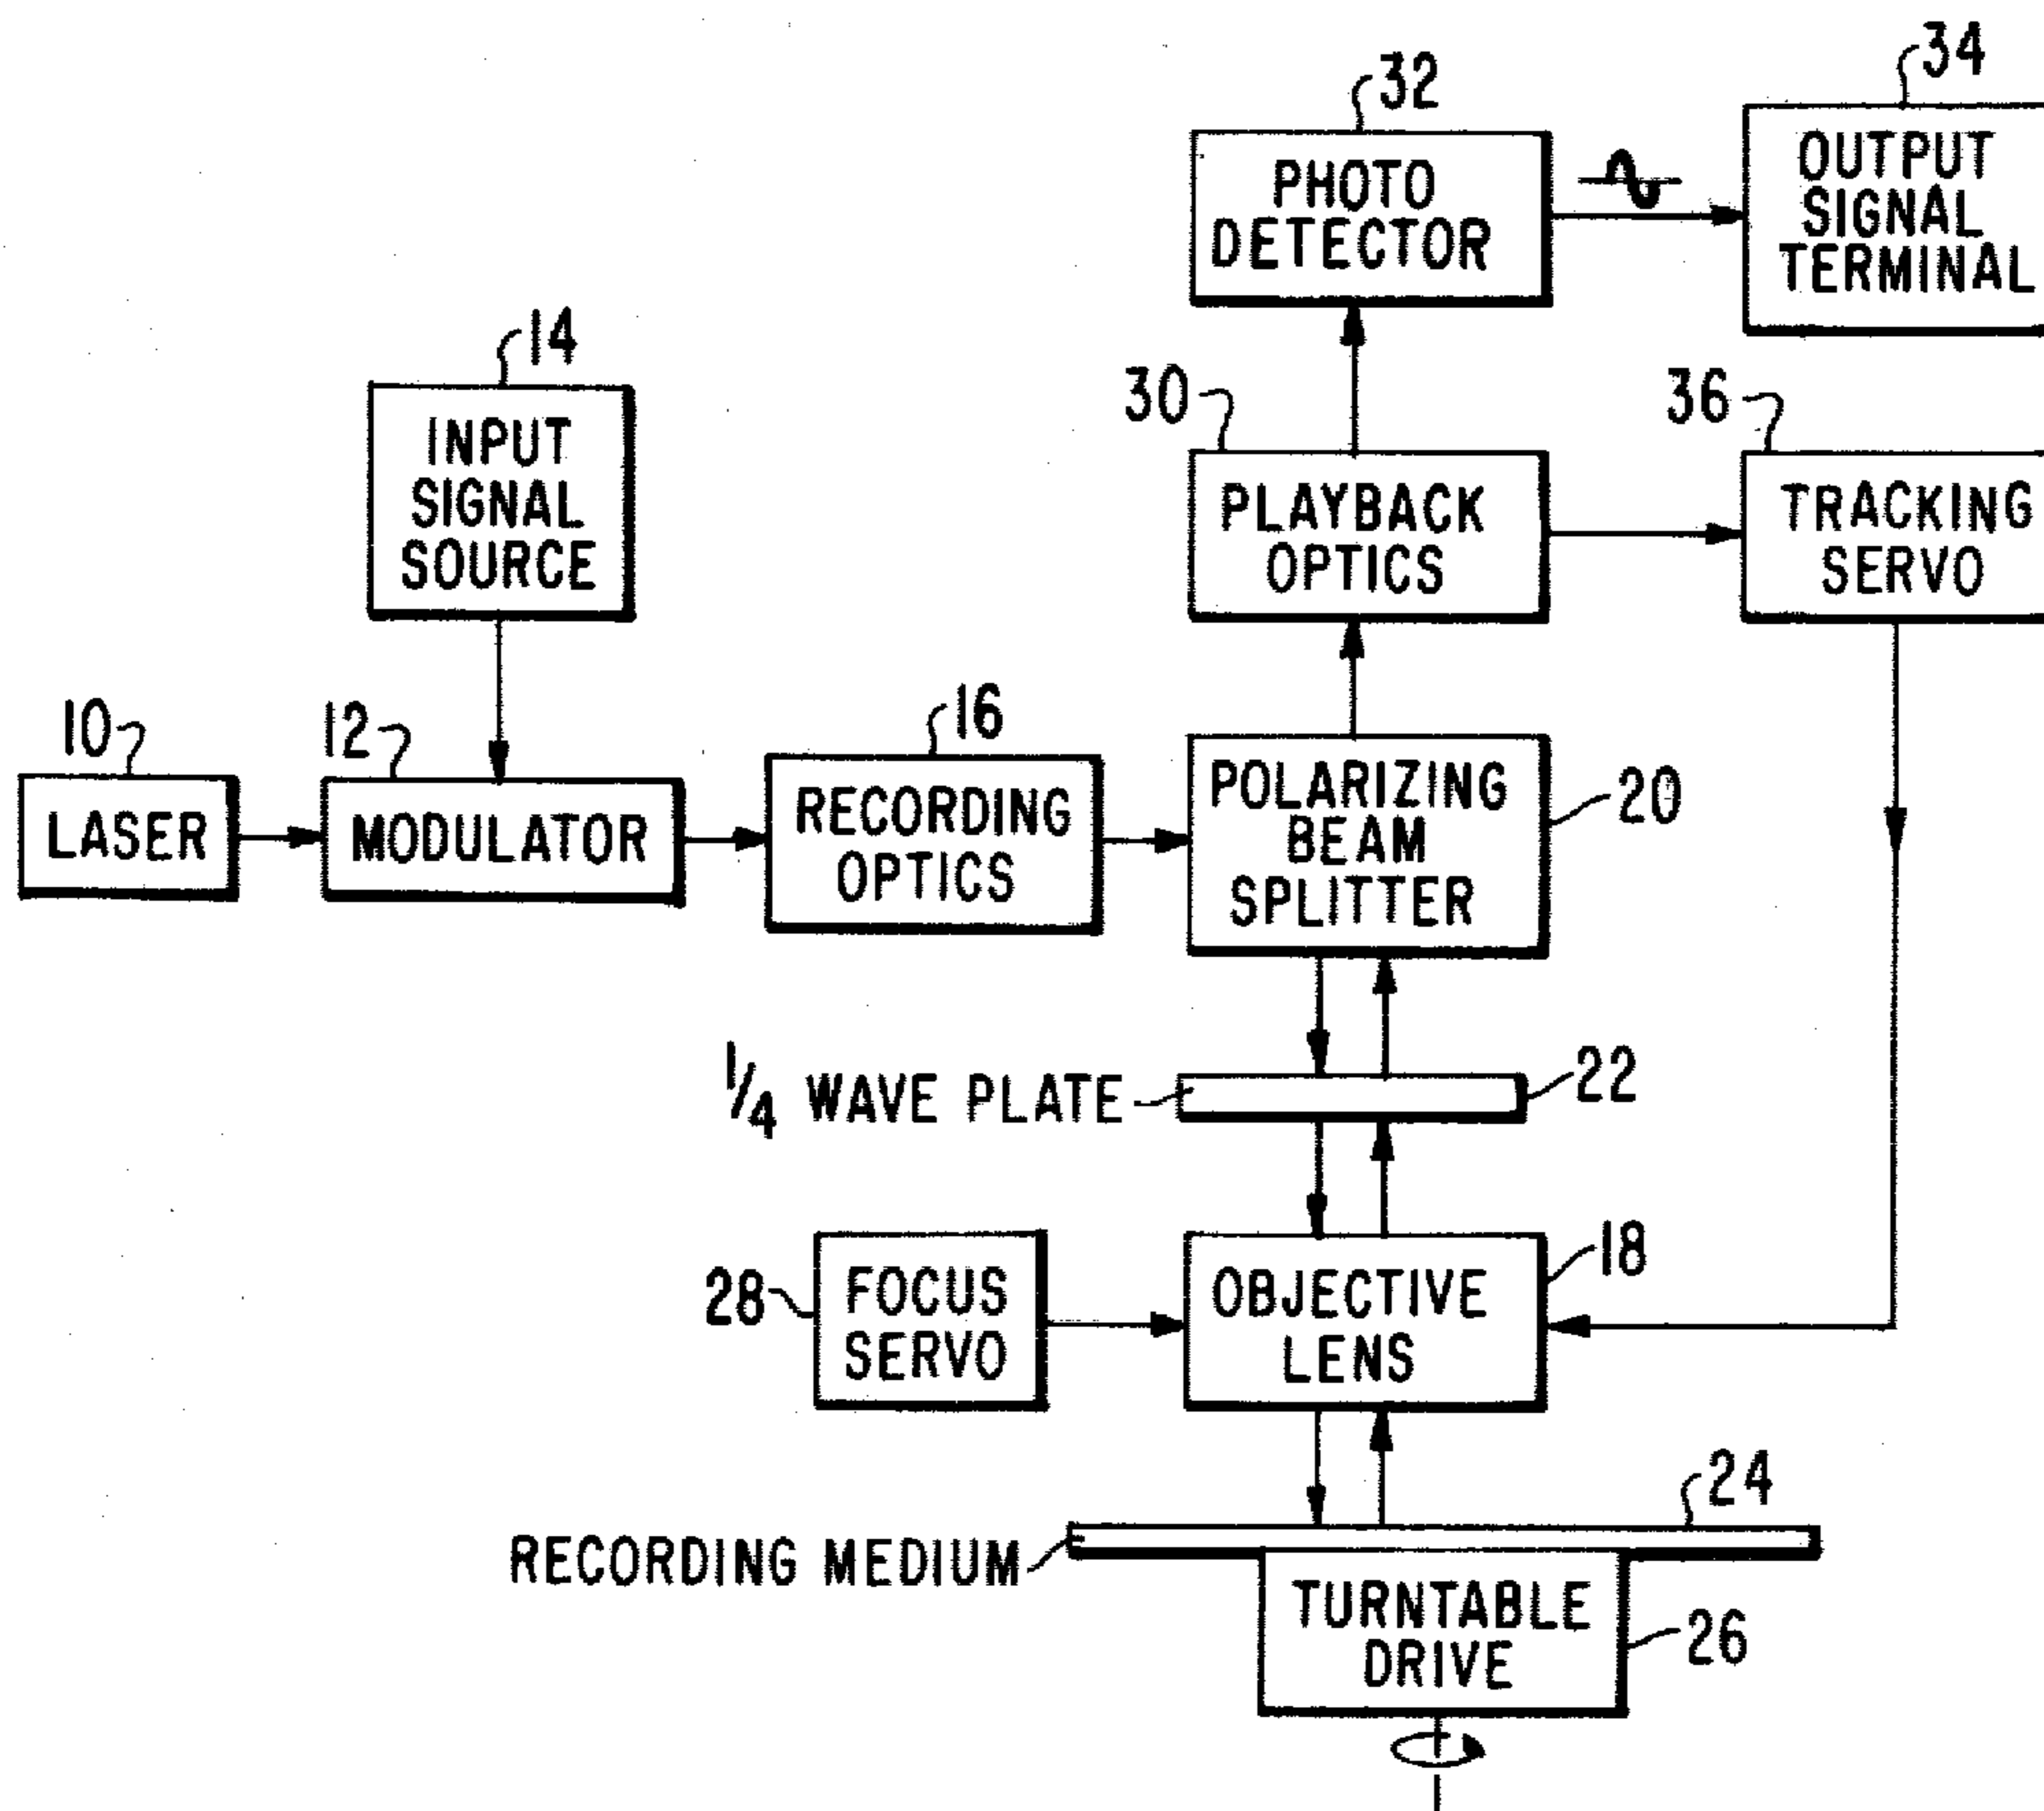 34
32
OUTPUT
SIGNAL
TERMINAL
PHOTO
DETECTOR
14
30
36
INPUT
SIGNAL
SOURCE
PLAYBACK
OPTICS
TRACKING
SERVO
10
12
16
20
LASER
MODULATOR
RECORDING
OPTICS
POLARIZING
BEAM
SPLITTER
1/4 WAVE PLATE
22
18
28
FOCUS
SERVO
OBJECTIVE
LENS
24
RECORDING MEDIUM
TURNTABLE
DRIVE
26